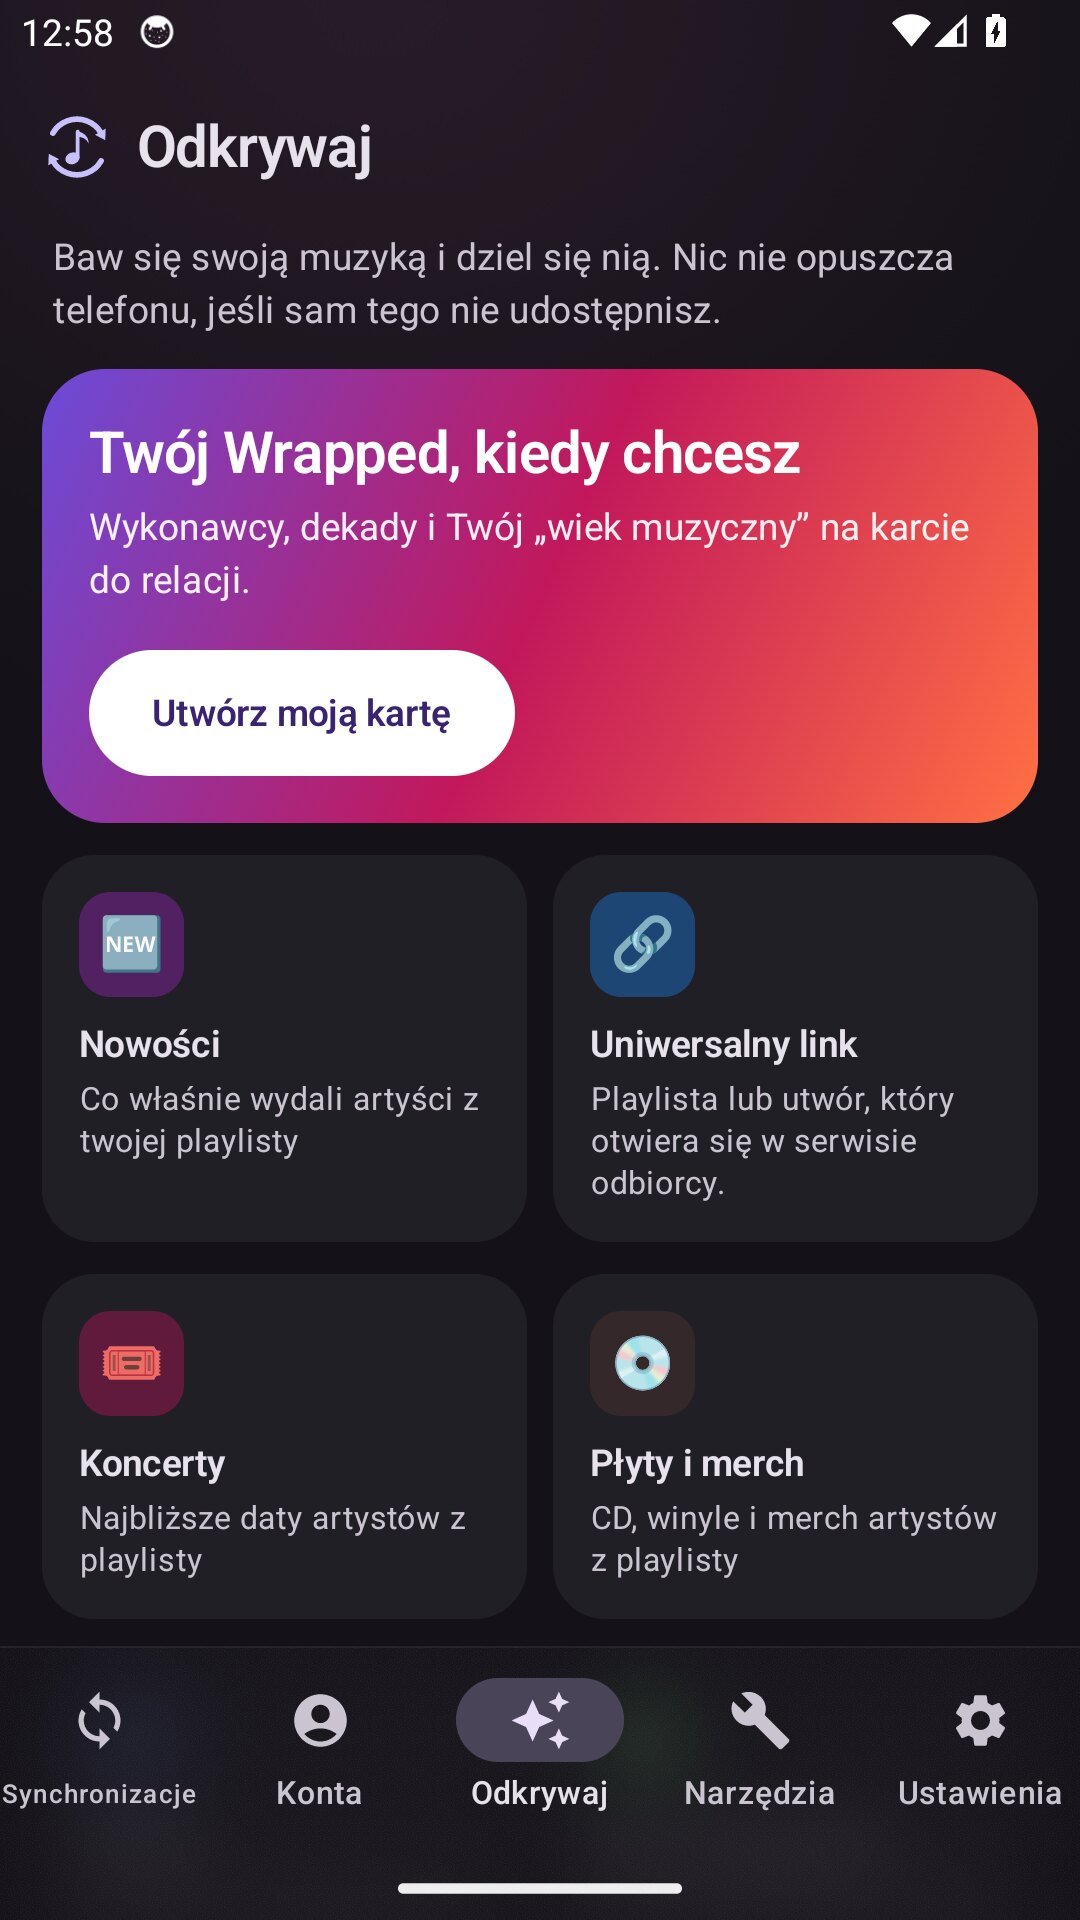 12:58
Odkrywaj
Baw się swoją muzyką i dziel się nią. Nic nie opuszcza
telefonu, jeśli sam tego nie udostępnisz.
Twój Wrapped, kiedy chcesz
Wykonawcy, dekady i Twój „wiek muzyczny” na karcie
do relacji.
Utwórz moją kartę
NEW
Nowości
Co właśnie wydali artyści z
twojej playlisty
Uniwersalny link
Playlista lub utwór, który
otwiera się w serwisie
odbiorcy.
Koncerty
Najbliższe daty artystów z
playlisty
Płyty i merch
CD, winyle i merch artystów
z playlisty
Synchronizacje
Konta
Odkrywaj
Narzędzia
Ustawienia